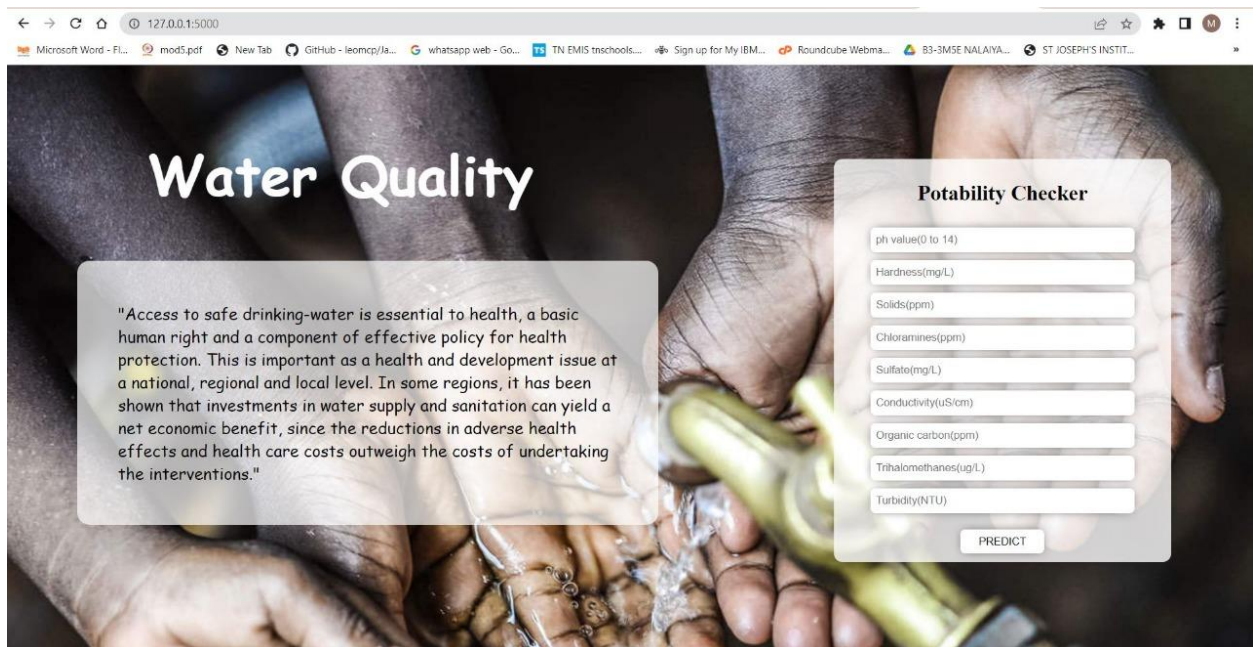 127.0.0.1:5000
Microsoft Word - Fl...
mod5.pdf
New Tab
GitHub - leomcp/Ja...
whatsapp web - Go...
TS
TN EMIS tnschools....
Sign up for My IBM...
cP
Roundcube Webma...
B3-3M5E NALAIYA...
ST JOSEPH'S INSTIT...
»
M
Water Quality
"Access to safe drinking-water is essential to health, a basic
human right and a component of effective policy for health
protection. This is important as a health and development issue at
a national, regional and local level. In some regions, it has been
shown that investments in water supply and sanitation can yield a
net economic benefit, since the reductions in adverse health
effects and health care costs outweigh the costs of undertaking
the interventions."
Potability Checker
ph value(0 to 14)
Hardness(mg/L)
Solids(ppm)
Chloramines(ppm)
Sulfate(mg/L)
Conductivity(uS/cm)
Organic carbon(ppm)
Trihalomethanes(ug/L)
Turbidity(NTU)
PREDICT